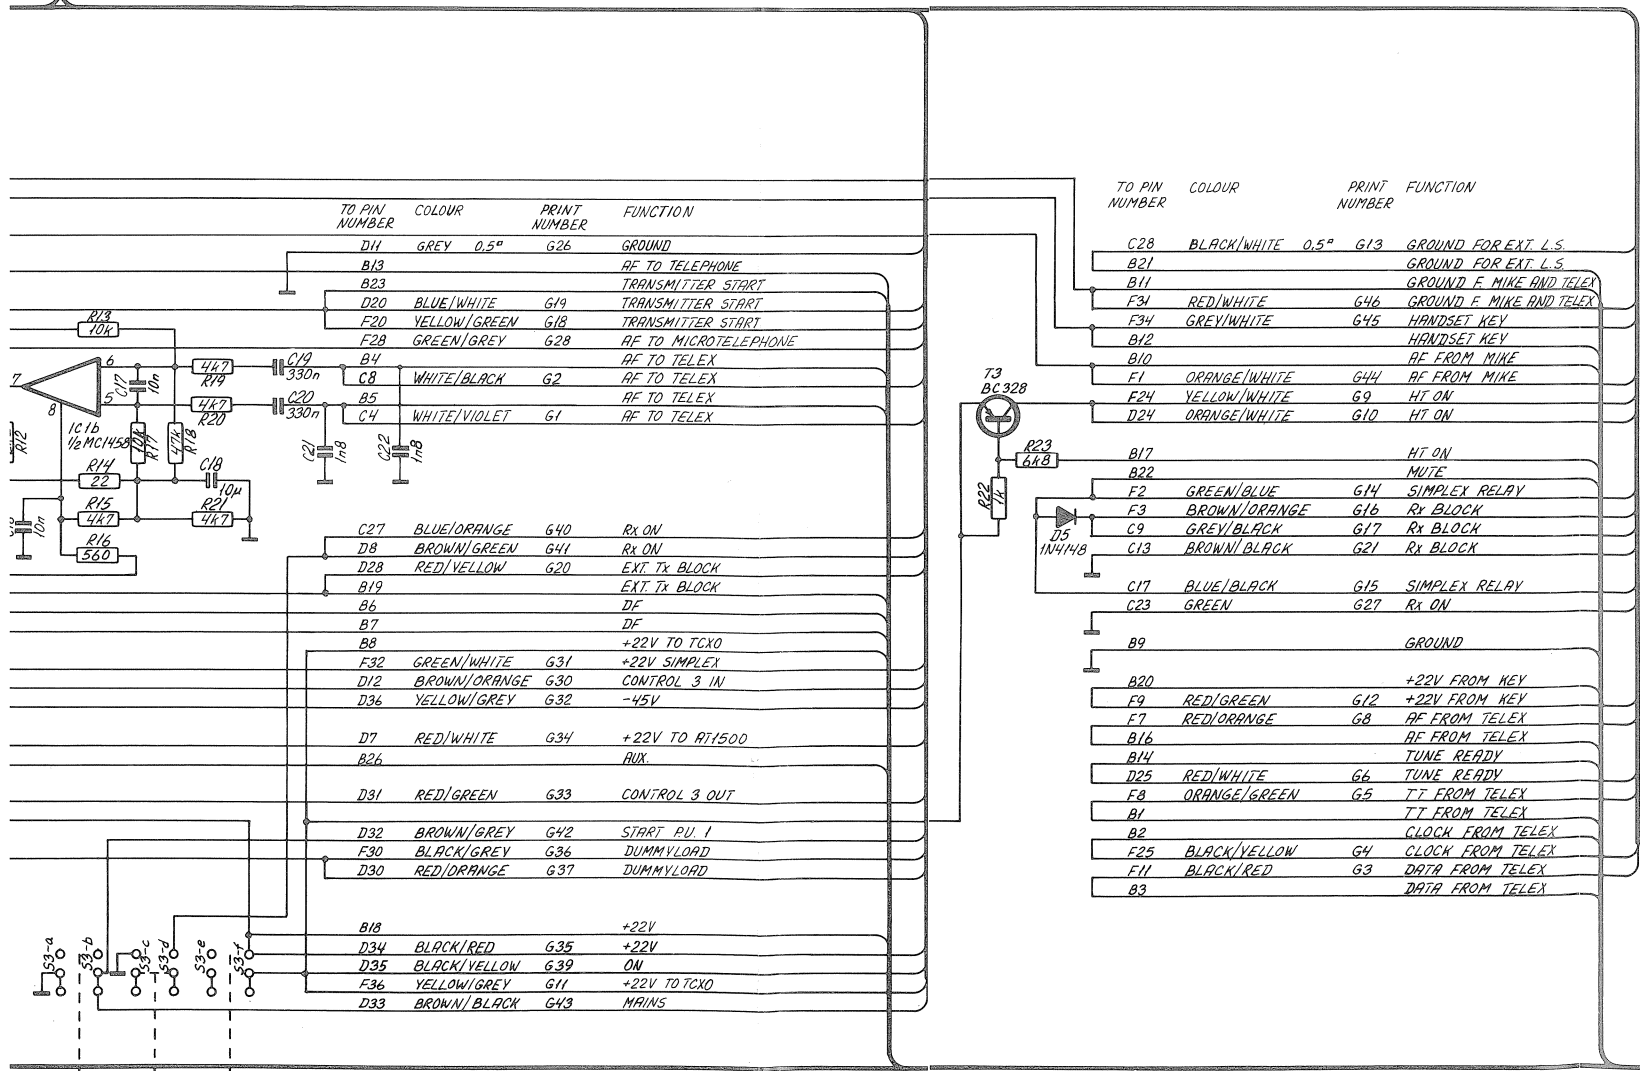 TO PIN NUMBER COLOUR PRINT NUMBER FUNCTION
D11 GREY 0.5□ G26 GROUND
B13 AF TO TELEPHONE
B23 TRANSMITTER START
D20 BLUE/WHITE G19 TRANSMITTER START
F20 YELLOW/GREEN G18 TRANSMITTER START
F28 GREEN/GREY G28 AF TO MICROTELEPHONE
B4 AF TO TELEX
C8 WHITE/BLACK G2 AF TO TELEX
B5 AF TO TELEX
C4 WHITE/VIOLET G1 AF TO TELEX
C27 BLUE/ORANGE G40 Rx ON
D8 BROWN/GREEN G41 Rx ON
D28 RED/YELLOW G20 EXT. Tx BLOCK
B19 EXT. Tx BLOCK
B6 DF
B7 DF
B8 +22V TO TCXO
F32 GREEN/WHITE G31 +22V SIMPLEX
D12 BROWN/ORANGE G30 CONTROL 3 IN
D36 YELLOW/GREY G32 -45V
D7 RED/WHITE G34 +22V TO AT1500
B26 AUX.
D31 RED/GREEN G33 CONTROL 3 OUT
D32 BROWN/GREY G42 START P.U. 1
F30 BLACK/GREY G36 DUMMYLOAD
D30 RED/ORANGE G37 DUMMYLOAD
B18 +22V
D34 BLACK/RED G35 +22V
D35 BLACK/YELLOW G39 ON
F36 YELLOW/GREY G11 +22V TO TCXO
D33 BROWN/BLACK G43 MAINS
R13
10k
7
6
5
8
C17
10n
4k7
R19
C19
330n
4k7
R20
C20
330n
IC1b
1/2 MC1458
R12
10k
R17
47k
R18
C21
1n8
C22
1n8
R14
22
C18
10µ
R15
4k7
R21
4k7
10n
R16
560
S3-a
S3-b
S3-c
S3-d
S3-e
S3-f
T3
BC328
R23
6k8
R22
1k
D5
1N4148
TO PIN NUMBER COLOUR PRINT NUMBER FUNCTION
C28 BLACK/WHITE 0.5□ G13 GROUND FOR EXT. L.S.
B21 GROUND FOR EXT. L.S.
B11 GROUND F. MIKE AND TELEX
F31 RED/WHITE G46 GROUND F. MIKE AND TELEX
F34 GREY/WHITE G45 HANDSET KEY
B12 HANDSET KEY
B10 AF FROM MIKE
F1 ORANGE/WHITE G44 AF FROM MIKE
F24 YELLOW/WHITE G9 HT ON
D24 ORANGE/WHITE G10 HT ON
B17 HT ON
B22 MUTE
F2 GREEN/BLUE G14 SIMPLEX RELAY
F3 BROWN/ORANGE G16 Rx BLOCK
C9 GREY/BLACK G17 Rx BLOCK
C13 BROWN/BLACK G21 Rx BLOCK
C17 BLUE/BLACK G15 SIMPLEX RELAY
C23 GREEN G27 Rx ON
B9 GROUND
B20 +22V FROM KEY
F9 RED/GREEN G12 +22V FROM KEY
F7 RED/ORANGE G8 AF FROM TELEX
B16 AF FROM TELEX
B14 TUNE READY
D25 RED/WHITE G6 TUNE READY
F8 ORANGE/GREEN G5 TT FROM TELEX
B1 TT FROM TELEX
B2 CLOCK FROM TELEX
F25 BLACK/YELLOW G4 CLOCK FROM TELEX
F11 BLACK/RED G3 DATA FROM TELEX
B3 DATA FROM TELEX